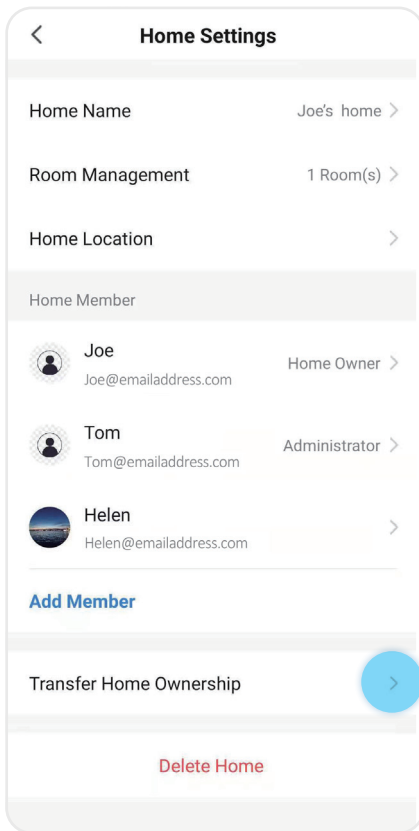 Home Settings
Home Name Joe's home
Room Management 1 Room(s)
Home Location
Home Member
Joe
Joe@emailaddress.com
Home Owner
Tom
Tom@emailaddress.com
Administrator
Helen
Helen@emailaddress.com
Add Member
Transfer Home Ownership
Delete Home